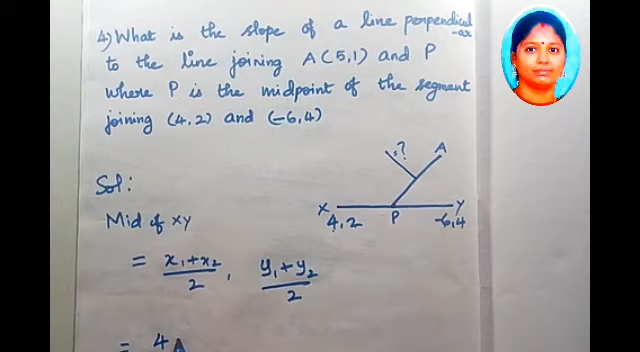 4) What is the slope of a line perpendicul
-ar
to the line joining A(5,1) and P
where P is the midpoint of the segment
joining (4,2) and (-6,4)
Sol:
Mid of XY
= x₁+x₂/2, y₁+y₂/2
= 4
=?
A
X
P
Y
4,2
-6,4